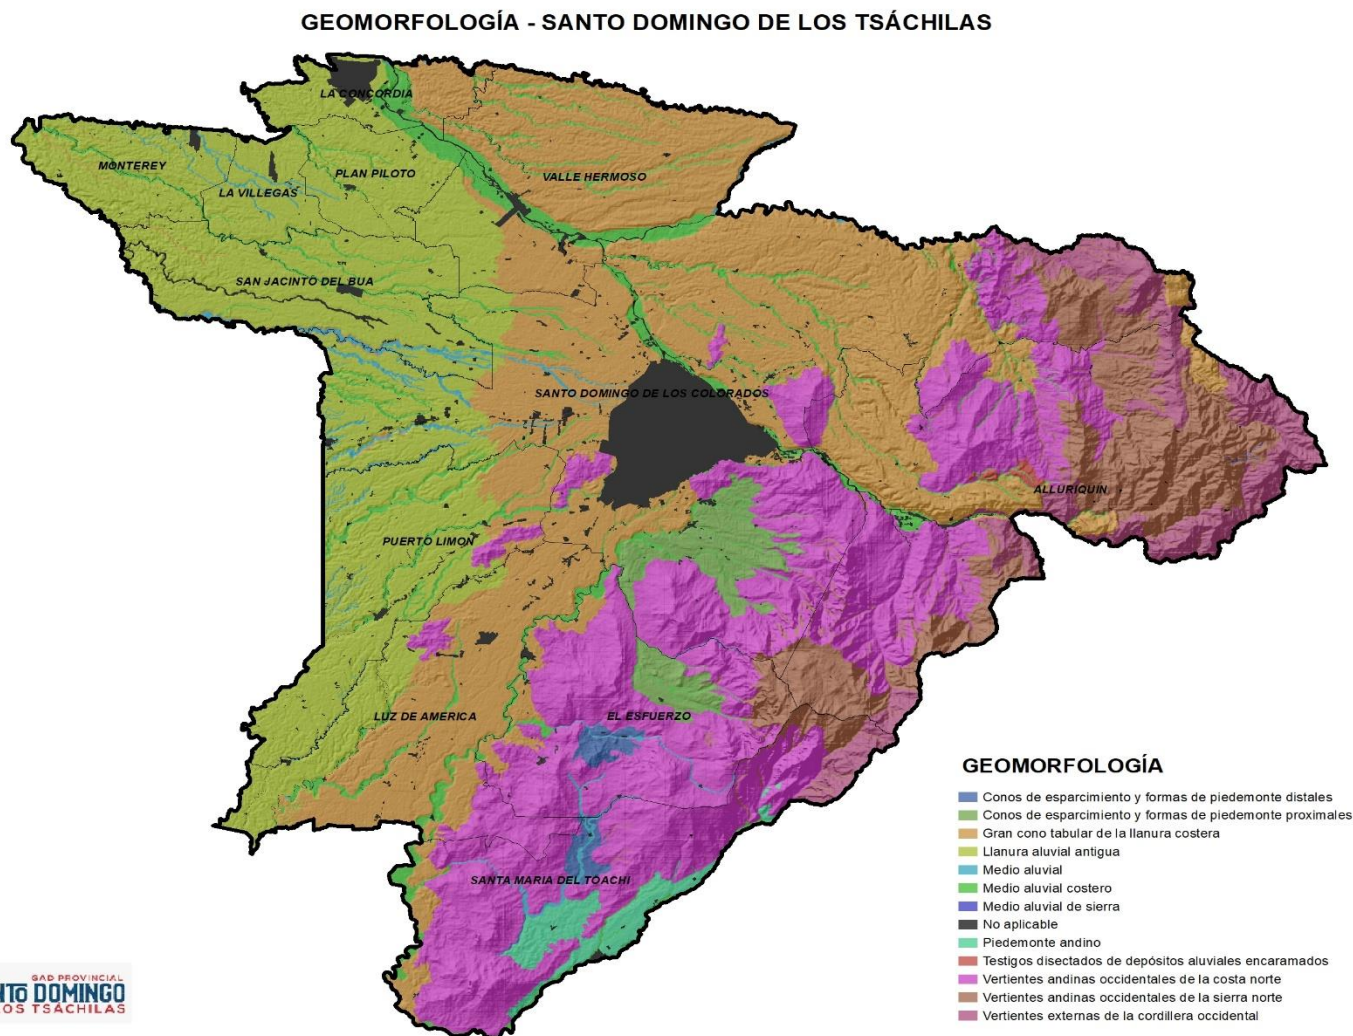 GEOMORFOLOGÍA - SANTO DOMINGO DE LOS TSÁCHILAS
LA CONCORDIA
MONTEREY
LA VILLEGAS
PLAN PILOTO
VALLE HERMOSO
SAN JACINTO DEL BUA
SANTO DOMINGO DE LOS COLORADOS
ALLURIQUIN
PUERTO LIMON
LUZ DE AMERICA
EL ESFUERZO
SANTA MARIA DEL TOACHI
GEOMORFOLOGÍA
Conos de esparcimiento y formas de piedemonte distales
Conos de esparcimiento y formas de piedemonte proximales
Gran cono tabular de la llanura costera
Llanura aluvial antigua
Medio aluvial
Medio aluvial costero
Medio aluvial de sierra
No aplicable
Piedemonte andino
Testigos disectados de depósitos aluviales encaramados
Vertientes andinas occidentales de la costa norte
Vertientes andinas occidentales de la sierra norte
Vertientes externas de la cordillera occidental
GAD PROVINCIAL
NTO DOMINGO
OS TSÁCHILAS